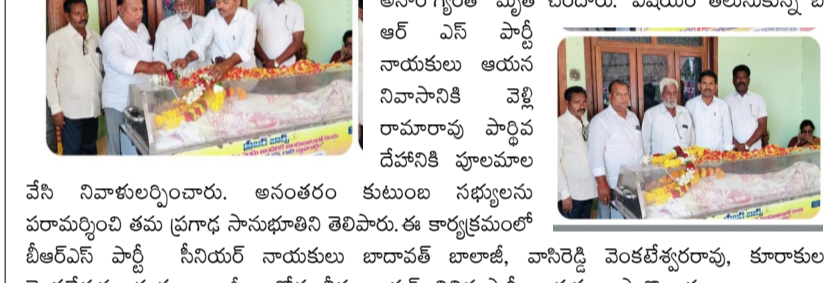 మృతి చెందారు. విషయం తెలుసుకున్న బీ
ఆర్ ఎస్ పార్టీ
నాయకులు ఆయన
నివాసానికి వెళ్లి
రామారావు పార్థివ
దేహానికి పూలమాల
వేసి నివాళులర్పించారు. అనంతరం కుటుంబ సభ్యులను
పరామర్శించి తమ ప్రగాఢ సానుభూతిని తెలిపారు.ఈ కార్యక్రమంలో
బీఆర్ఎస్ పార్టీ సీనియర్ నాయకులు బాదావత్ బాలాజీ, వాసిరెడ్డి వెంకటేశ్వరరావు, కూరాకుల